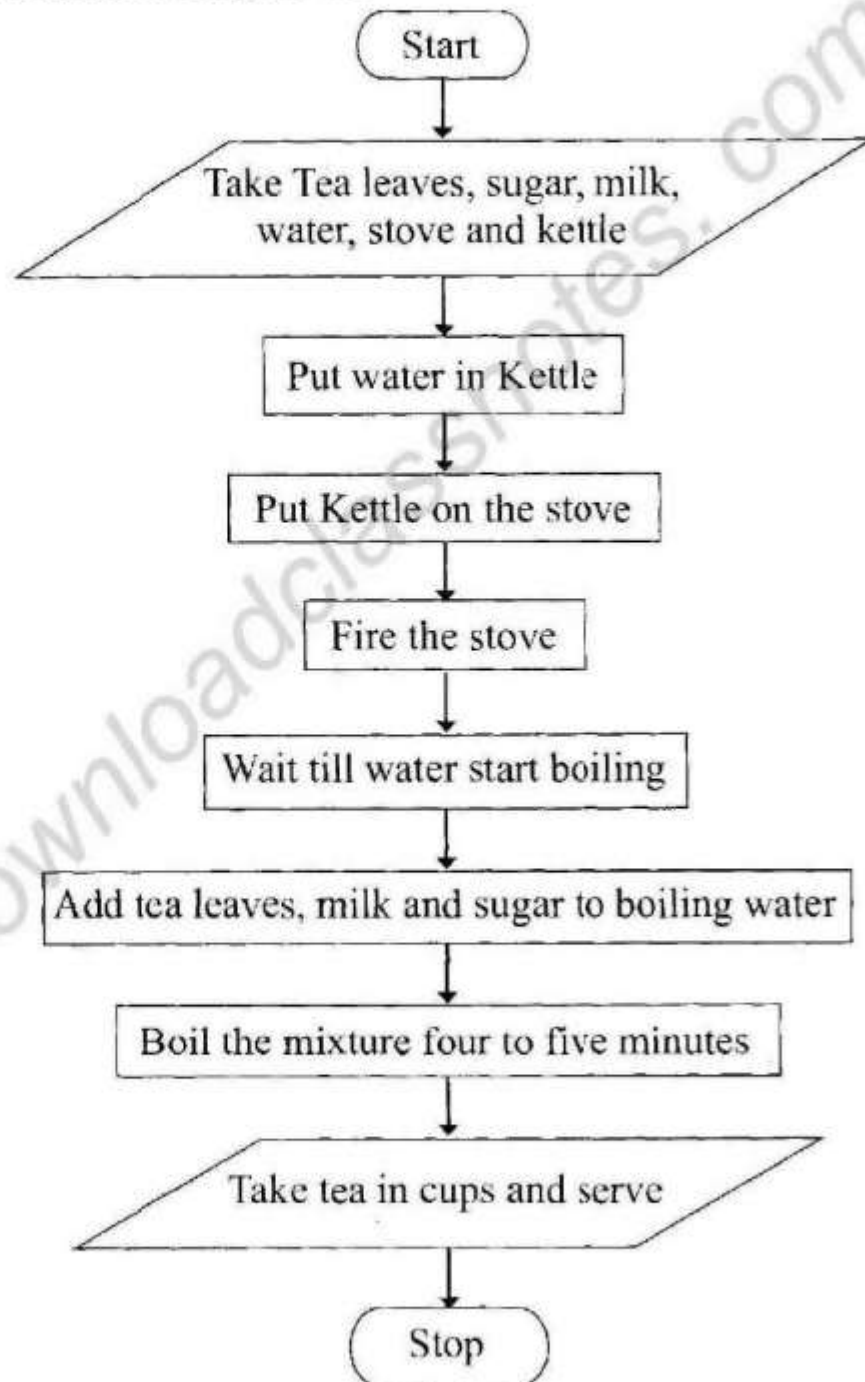 Start
Take Tea leaves, sugar, milk,
water, stove and kettle
Put water in Kettle
Put Kettle on the stove
Fire the stove
Wait till water start boiling
Add tea leaves, milk and sugar to boiling water
Boil the mixture four to five minutes
Take tea in cups and serve
Stop
ownloadclassnotes. com